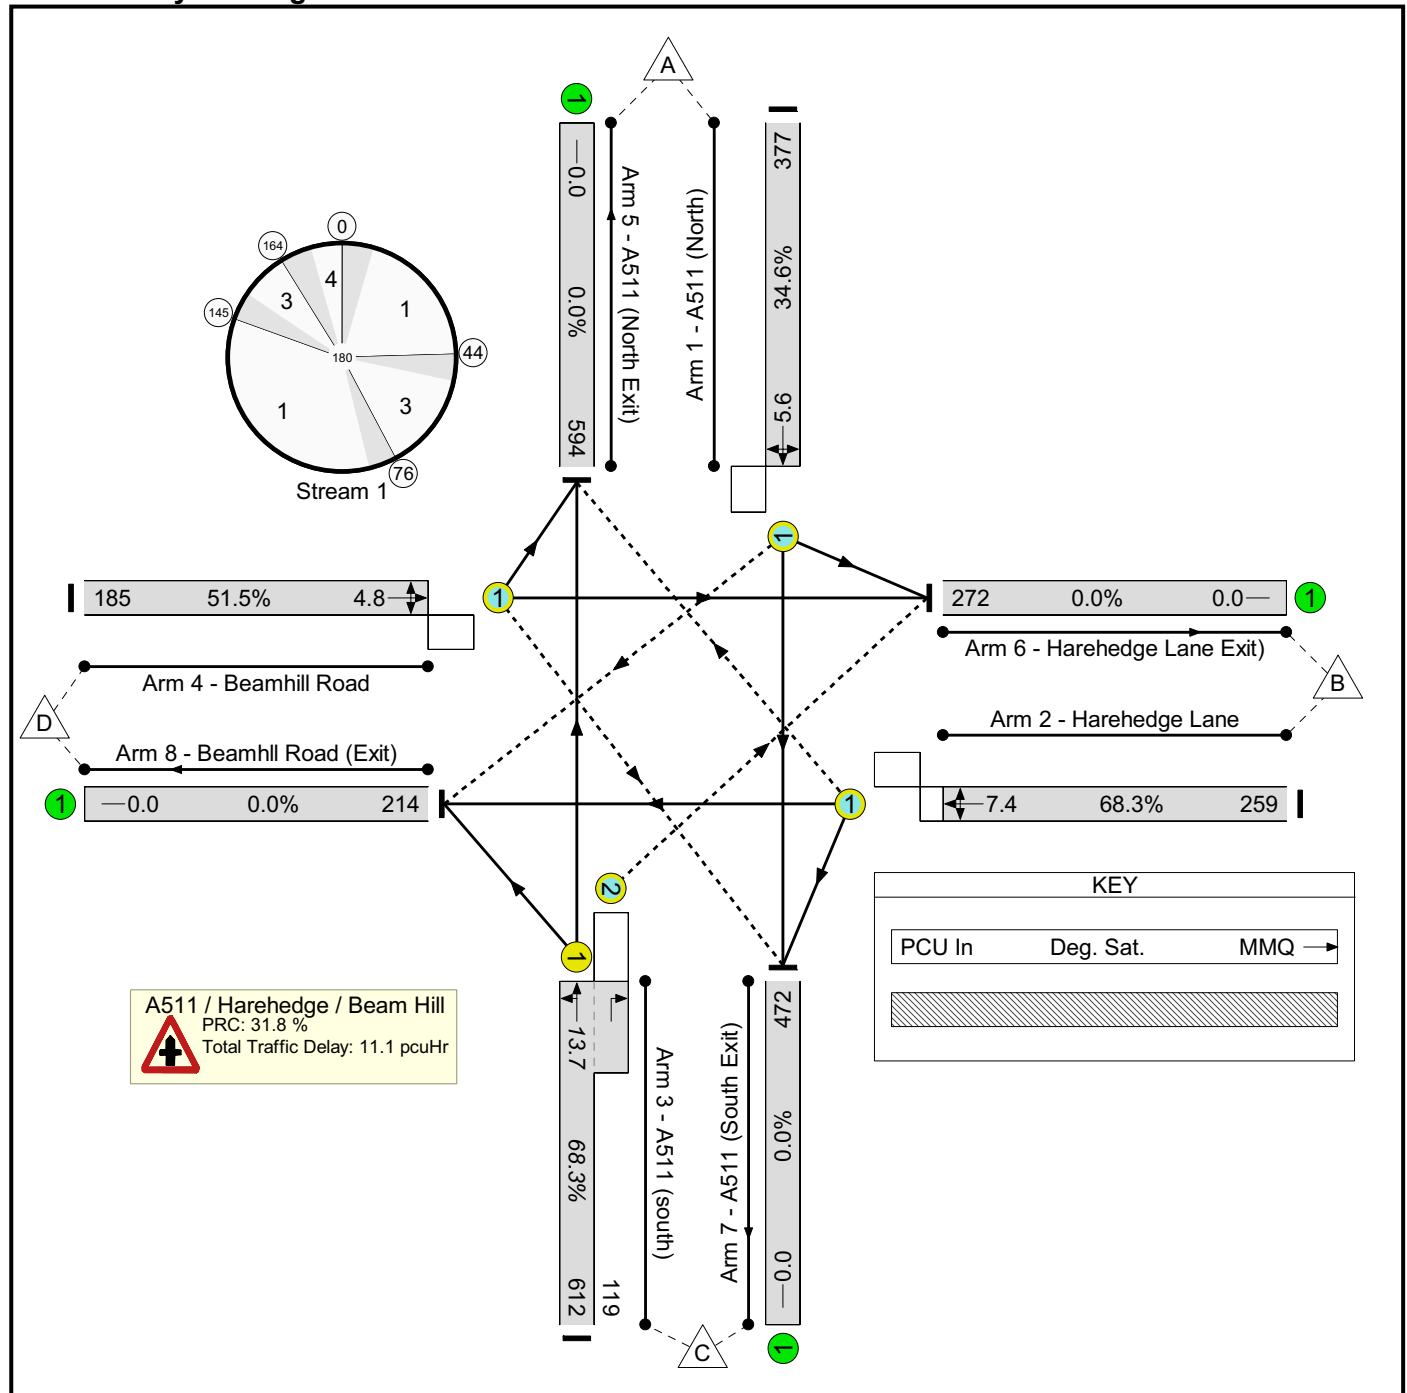 A
1
0.0
0.0%
594
Arm 5 - A511 (North Exit)
Arm 1 - A511 (North)
377
34.6%
5.6
0
164
4
3
1
145
180
44
1
3
76
Stream 1
1
1
185 51.5% 4.8
272 0.0% 0.0
1
Arm 6 - Harehedge Lane Exit)
Arm 4 - Beamhill Road
B
D
Arm 2 - Harehedge Lane
Arm 8 - Beamhll Road (Exit)
1
0.0 0.0% 214
1
7.4 68.3% 259
2
1
KEY
PCU In Deg. Sat. MMQ
A511 / Harehedge / Beam Hill
PRC: 31.8 %
Total Traffic Delay: 11.1 pcuHr
13.7
68.3%
612
119
Arm 3 - A511 (south)
Arm 7 - A511 (South Exit)
472
0.0%
0.0
C
1